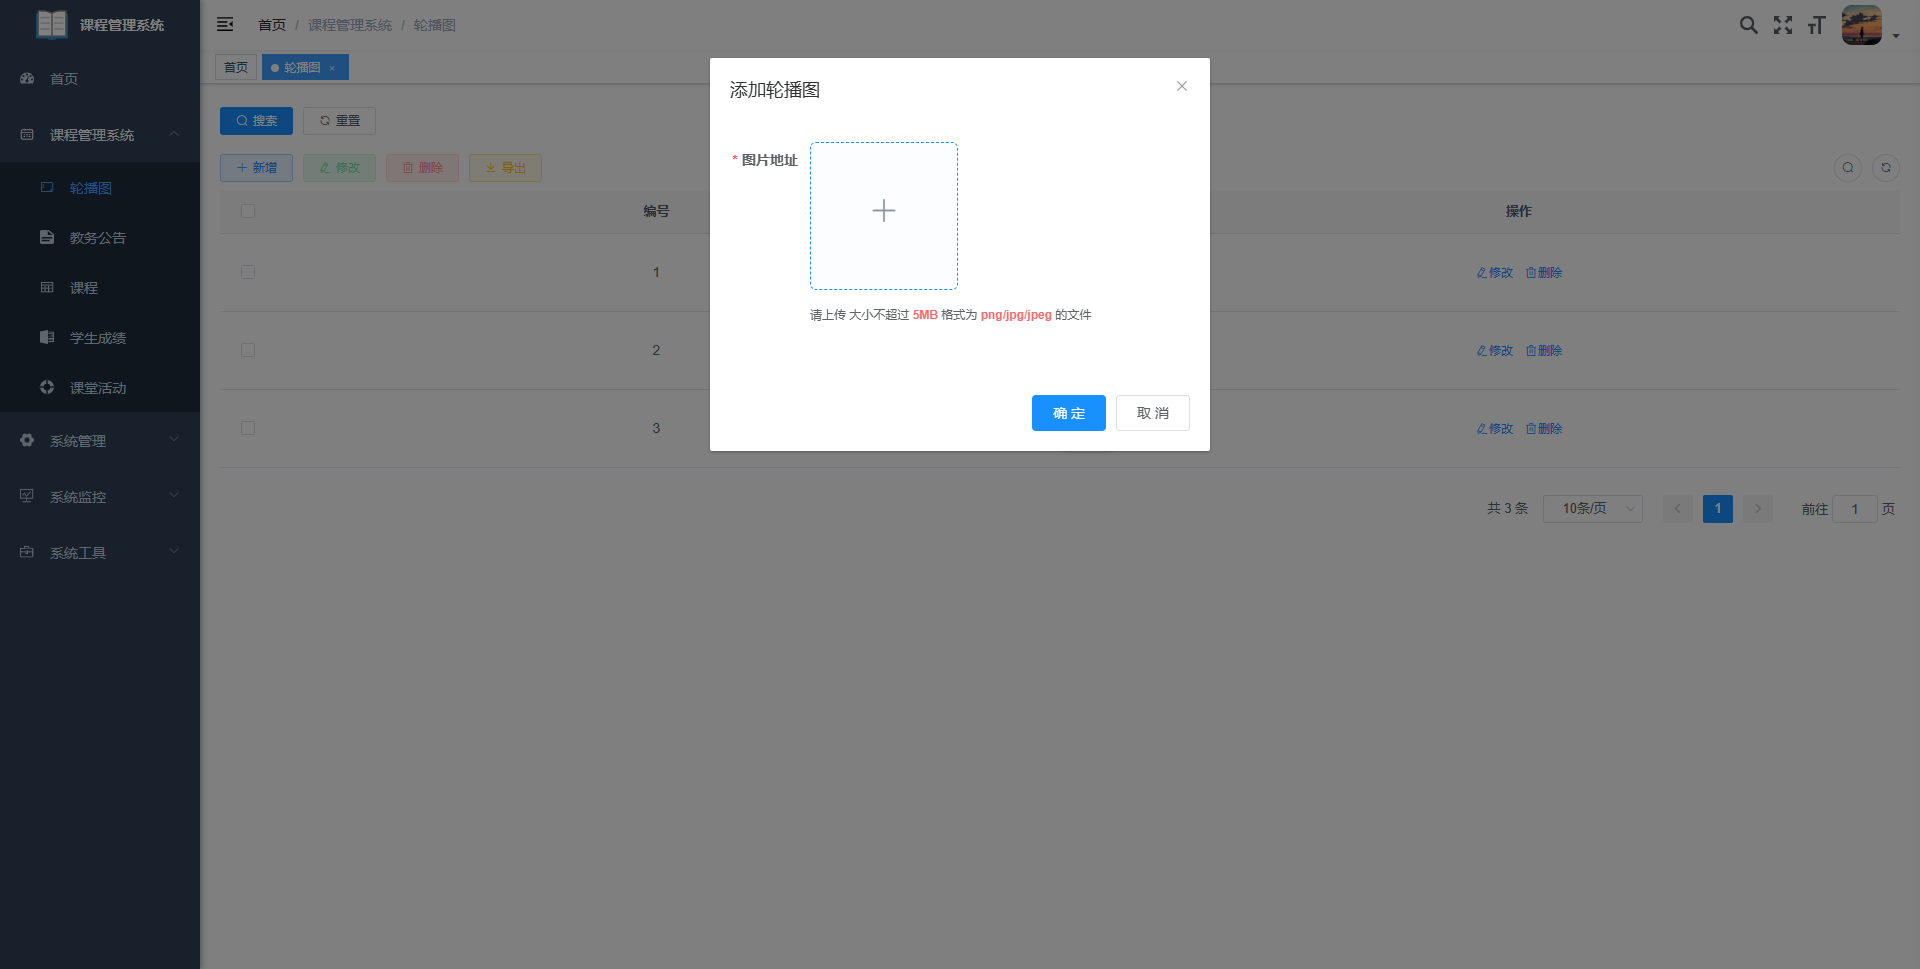 课程管理系统
首页 / 课程管理系统 / 轮播图
首页
轮播图 ×
首页
课程管理系统
轮播图
教务公告
课程
学生成绩
课堂活动
系统管理
系统监控
系统工具
搜索 重置
新增 修改 删除 导出
编号 操作
1 修改 删除
2 修改 删除
3 修改 删除
共 3 条 10条/页 1 前往 1 页
添加轮播图
* 图片地址
请上传 大小不超过 5MB 格式为 png/jpg/jpeg 的文件
确 定 取 消